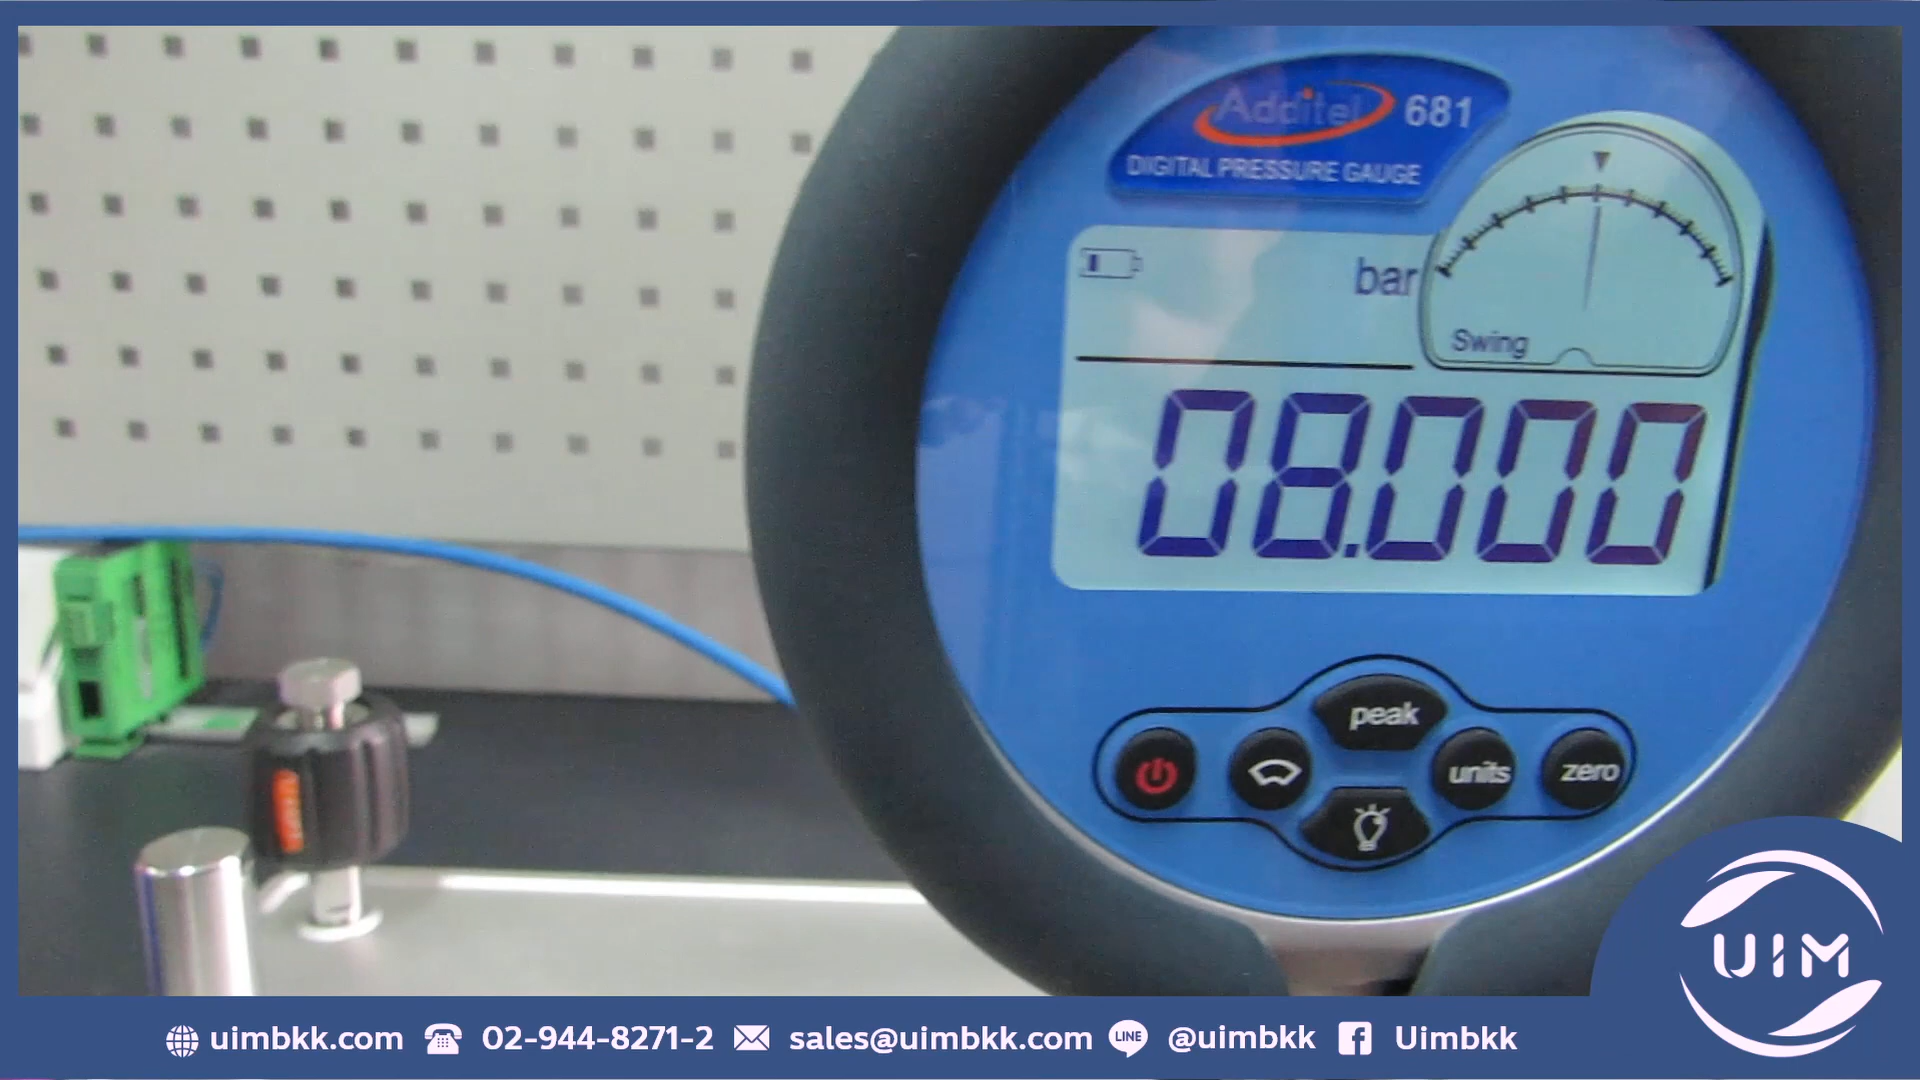 Additel 681
DIGITAL PRESSURE GAUGE
bar
Swing
08.000
peak
units
zero
UIM
uimbkk.com 02-944-8271-2 sales@uimbkk.com LINE @uimbkk Uimbkk